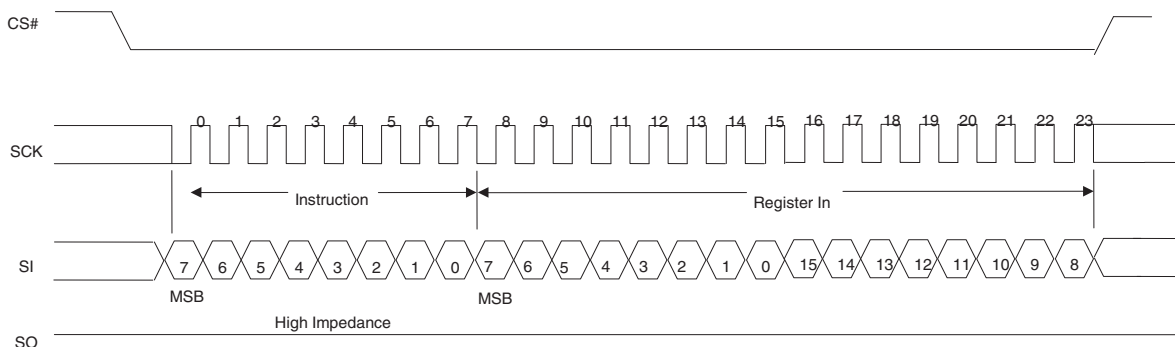 CS#
0 1 2 3 4 5 6 7 8 9 10 11 12 13 14 15 16 17 18 19 20 21 22 23
SCK
Instruction Register In
SI 7 6 5 4 3 2 1 0 7 6 5 4 3 2 1 0 15 14 13 12 11 10 9 8
MSB MSB
High Impedance
SO